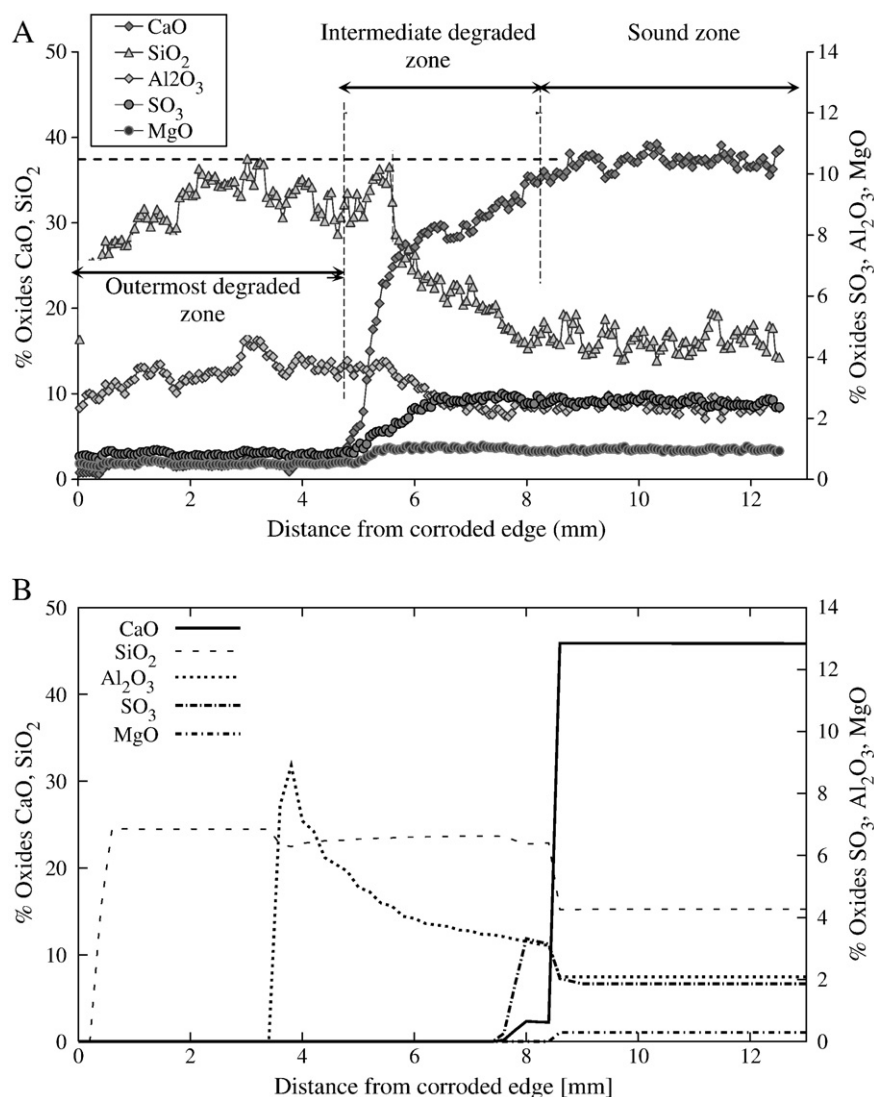 A
CaO
SiO₂
Al2O₃
SO₃
MgO
Intermediate degraded
zone
Sound zone
Outermost degraded
zone
50
40
30
20
10
0
14
12
10
8
6
4
2
0
0 2 4 6 8 10 12
% Oxides CaO, SiO₂
% Oxides SO₃, Al₂O₃, MgO
Distance from corroded edge (mm)
B
CaO
SiO₂
Al₂O₃
SO₃
MgO
50
40
30
20
10
0
14
12
10
8
6
4
2
0
0 2 4 6 8 10 12
% Oxides CaO, SiO₂
% Oxides SO₃, Al₂O₃, MgO
Distance from corroded edge [mm]